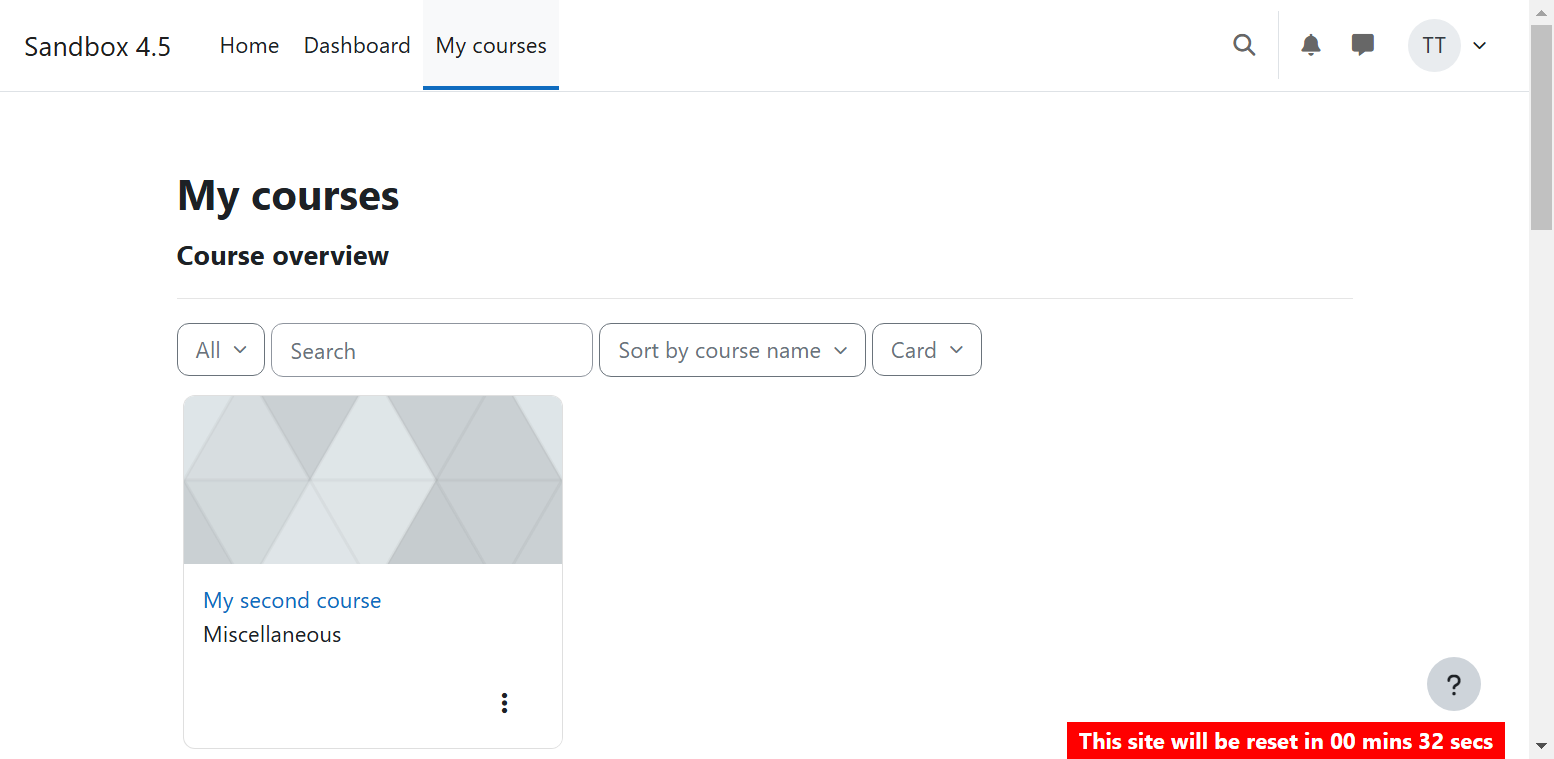 Sandbox 4.5 Home Dashboard My courses TT
My courses
Course overview
All Search Sort by course name Card
My second course
Miscellaneous
?
This site will be reset in 00 mins 32 secs